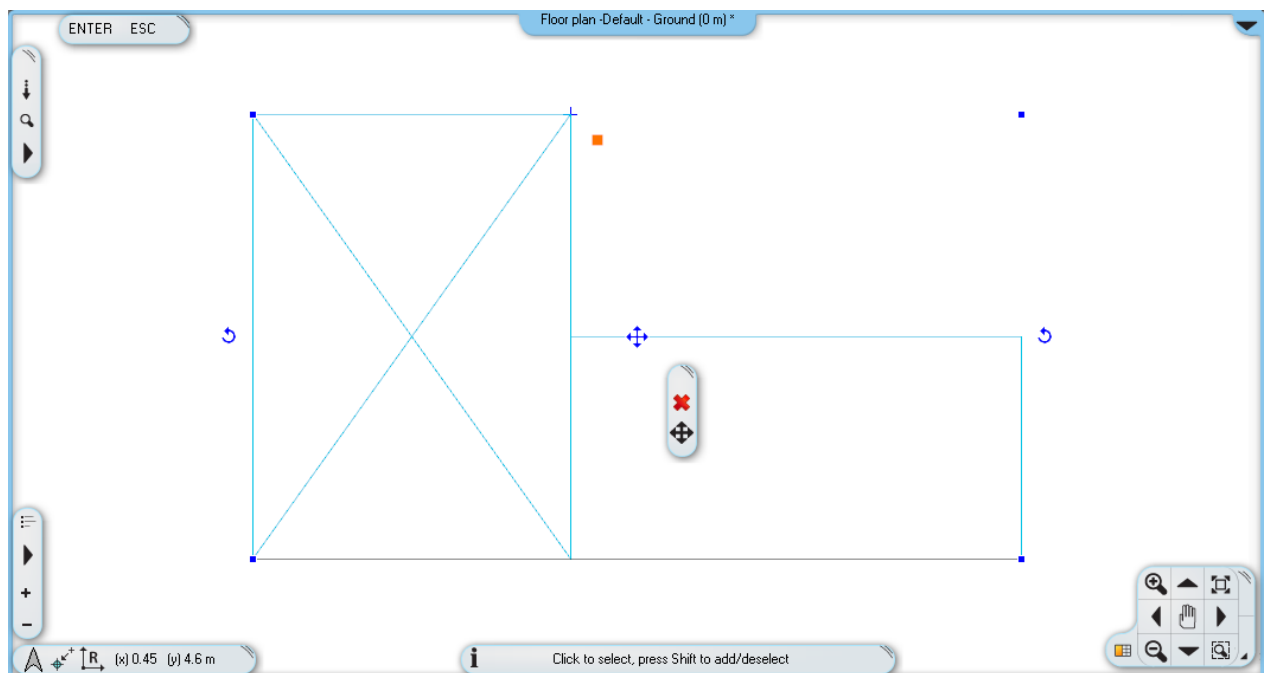 Floor plan -Default - Ground (0 m) *
ENTER ESC
R (x) 0.45 (y) 4.6 m
i Click to select, press Shift to add/deselect